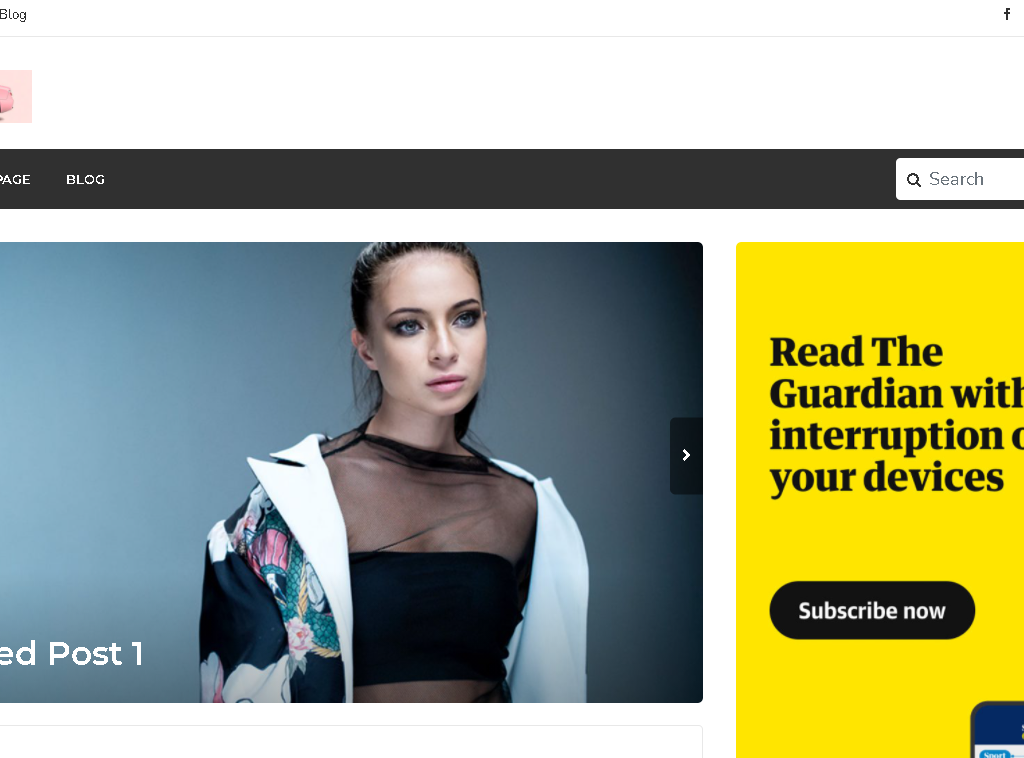 Blog
PAGE
BLOG
Search
Read The
Guardian with
interruption o
your devices
Subscribe now
ed Post 1
Sport